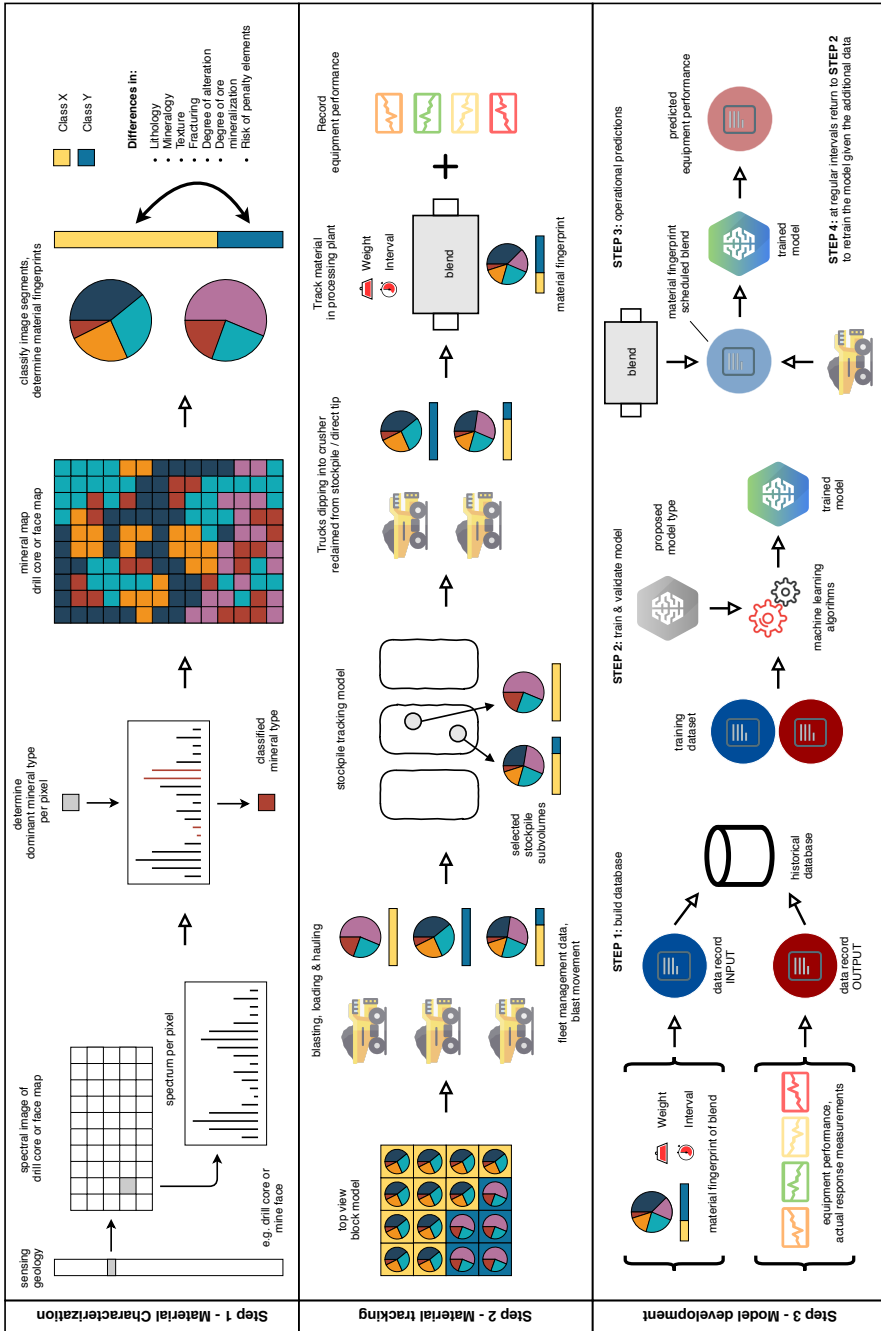 Step 1 - Material Characterization
sensing
geology
spectral image of
drill core or face map
e.g. drill core or
mine face
spectrum per pixel
determine
dominant mineral type
per pixel
classified
mineral type
mineral map
drill core or face map
classify image segments,
determine material fingerprints
Class X
Class Y
Differences in:
• Lithology
• Mineralogy
• Texture
• Fracturing
• Degree of alteration
• Degree of ore
mineralization
• Risk of penalty elements
Step 2 - Material tracking
top view
block model
blasting, loading & hauling
fleet management data,
blast movement
stockpile tracking model
selected
stockpile
subvolumes
Trucks dipping into crusher
reclaimed from stockpile / direct tip
Track material
in processing plant
Weight
Interval
blend
material fingerprint
Record
equipment performance
Step 3 - Model development
Weight
Interval
material fingerprint of blend
equipment performance,
actual response measurements
STEP 1: build database
data record
INPUT
data record
OUTPUT
historical
database
STEP 2: train & validate model
training
dataset
proposed
model type
machine learning
algorihms
trained
model
STEP 3: operational predictions
blend
material fingerprint
scheduled blend
trained
model
predicted
equipment performance
STEP 4: at regular intervals return to STEP 2
to retrain the model given the additional data